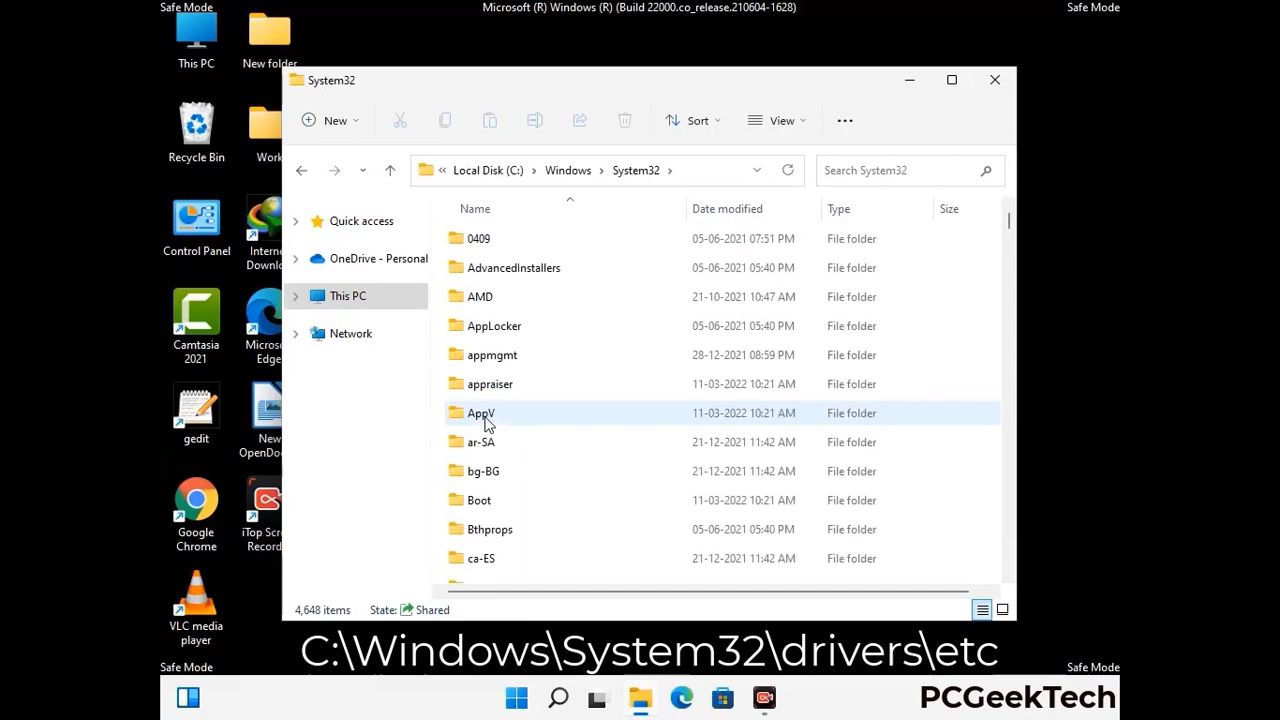 Safe Mode
Microsoft (R) Windows (R) (Build 22000.co_release.210604-1628)
Safe Mode
This PC
New folder
Recycle Bin
Work
Control Panel
Internet
Downlo...
Camtasia
2021
Microso...
Edge
gedit
New
OpenDoc...
Google
Chrome
iTop Scre...
Record...
VLC media
player
System32
New
Sort
View
Local Disk (C:)
Windows
System32
Search System32
Quick access
OneDrive - Personal
This PC
Network
Name Date modified Type Size
0409 05-06-2021 07:51 PM File folder
AdvancedInstallers 05-06-2021 05:40 PM File folder
AMD 21-10-2021 10:47 AM File folder
AppLocker 05-06-2021 05:40 PM File folder
appmgmt 28-12-2021 08:59 PM File folder
appraiser 11-03-2022 10:21 AM File folder
AppV 11-03-2022 10:21 AM File folder
ar-SA 21-12-2021 11:42 AM File folder
bg-BG 21-12-2021 11:42 AM File folder
Boot 11-03-2022 10:21 AM File folder
Bthprops 05-06-2021 05:40 PM File folder
ca-ES 21-12-2021 11:42 AM File folder
4,648 items State: Shared
C:\Windows\System32\drivers\etc
Safe Mode
Safe Mode
PCGeekTech